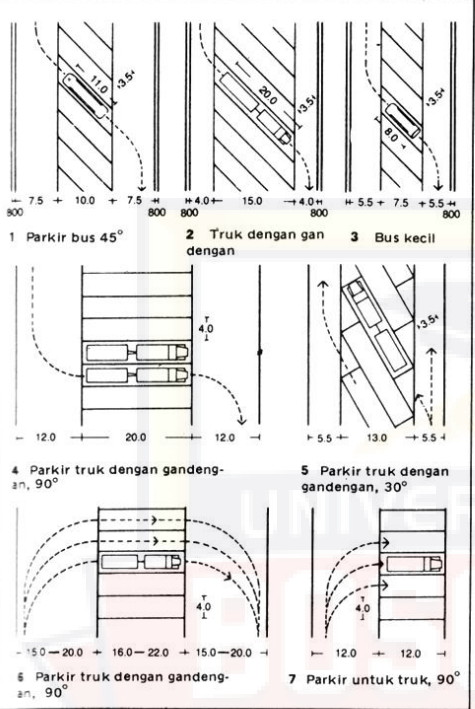 11.0
3.5
20.0
3.5
8.0
3.5
7.5 10.0 7.5
4.0 15.0 4.0
5.5 7.5 5.5
800 800 800 800 800 800
1 Parkir bus 45°
2 Truk dengan gan
dengan
3 Bus kecil
4.0
3.5
12.0 20.0 12.0
5.5 13.0 5.5
4 Parkir truk dengan gandeng-
an, 90°
5 Parkir truk dengan
gandengan, 30°
UNIVE
BOS
4.0
4.0
15.0 — 20.0 16.0 — 22.0 15.0 — 20.0
12.0 12.0
6 Parkir truk dengan gandeng-
an, 90°
7 Parkir untuk truk, 90°